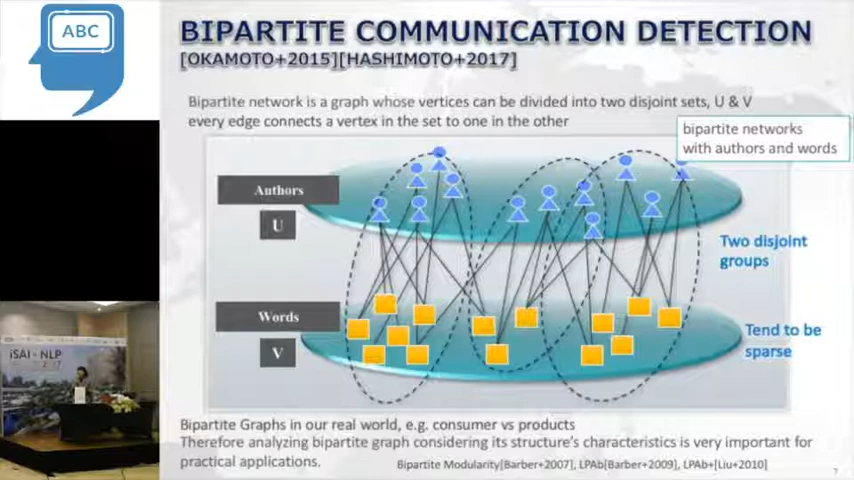 ABC
BIPARTITE COMMUNICATION DETECTION
[OKAMOTO+2015][HASHIMOTO+2017]
Bipartite network is a graph whose vertices can be divided into two disjoint sets, U & V
every edge connects a vertex in the set to one in the other
bipartite networks
with authors and words
Authors
U
Two disjoint
groups
Words
V
Tend to be
sparse
iSAI - NLP
Bipartite Graphs in our real world, e.g. consumer vs products
Therefore analyzing bipartite graph considering its structure's characteristics is very important for
practical applications.
Bipartite Modularity[Barber+2007], LPAb[Barber+2009], LPAb+[Liu+2010]
7